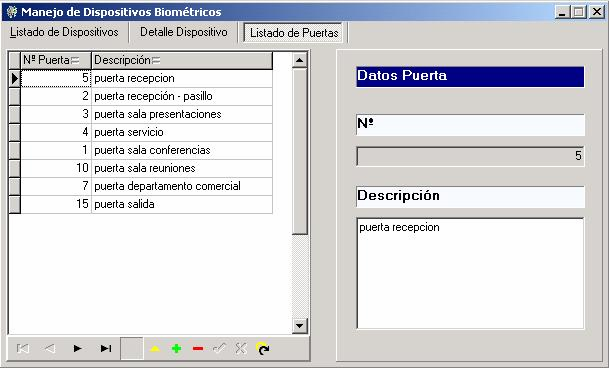 Manejo de Dispositivos Biométricos
Listado de Dispositivos Detalle Dispositivo Listado de Puertas
Nº Puerta Descripción
5 puerta recepcion
2 puerta recepción - pasillo
3 puerta sala presentaciones
4 puerta servicio
1 puerta sala conferencias
10 puerta sala reuniones
7 puerta departamento comercial
15 puerta salida
Datos Puerta
Nº
5
Descripción
puerta recepcion